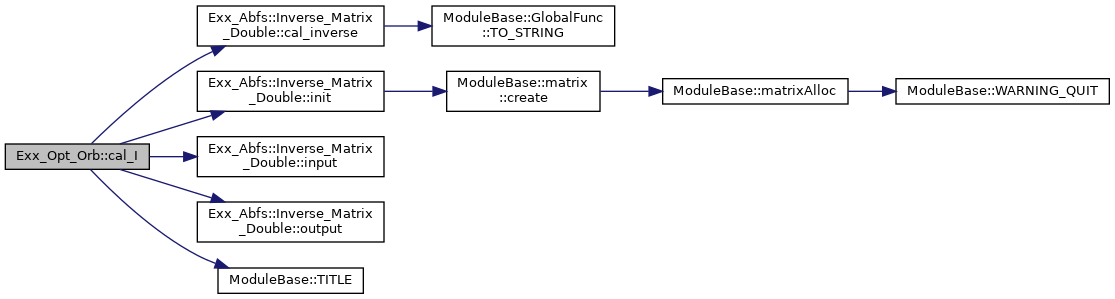 Exx_Opt_Orb::cal_I
Exx_Abfs::Inverse_Matrix
_Double::cal_inverse
ModuleBase::GlobalFunc
::TO_STRING
Exx_Abfs::Inverse_Matrix
_Double::init
ModuleBase::matrix
::create
ModuleBase::matrixAlloc
ModuleBase::WARNING_QUIT
Exx_Abfs::Inverse_Matrix
_Double::input
Exx_Abfs::Inverse_Matrix
_Double::output
ModuleBase::TITLE